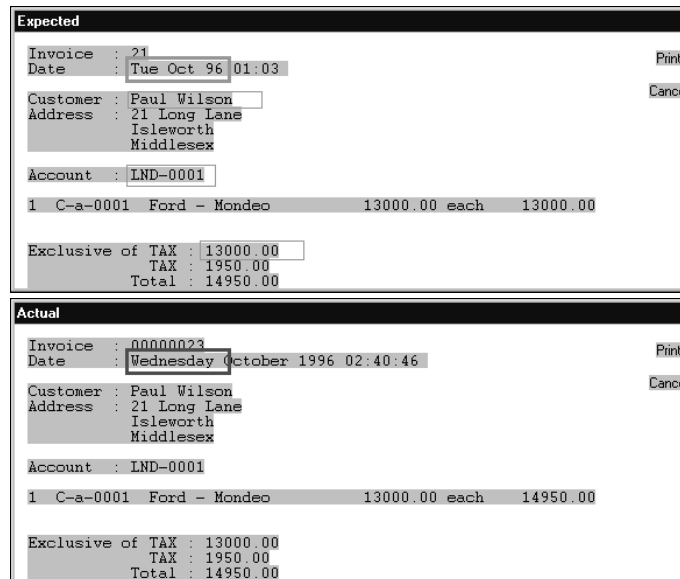 Expected
Invoice : 21
Date : Tue Oct 96 01:03
Print
Customer : Paul Wilson
Address : 21 Long Lane
Isleworth
Middlesex
Account : LND-0001
1 C-a-0001 Ford - Mondeo 13000.00 each 13000.00
Exclusive of TAX : 13000.00
TAX : 1950.00
Total : 14950.00
Actual
Invoice : 00000023
Date : Wednesday October 1996 02:40:46
Print
Customer : Paul Wilson
Address : 21 Long Lane
Isleworth
Middlesex
Account : LND-0001
1 C-a-0001 Ford - Mondeo 13000.00 each 14950.00
Exclusive of TAX : 13000.00
TAX : 1950.00
Total : 14950.00